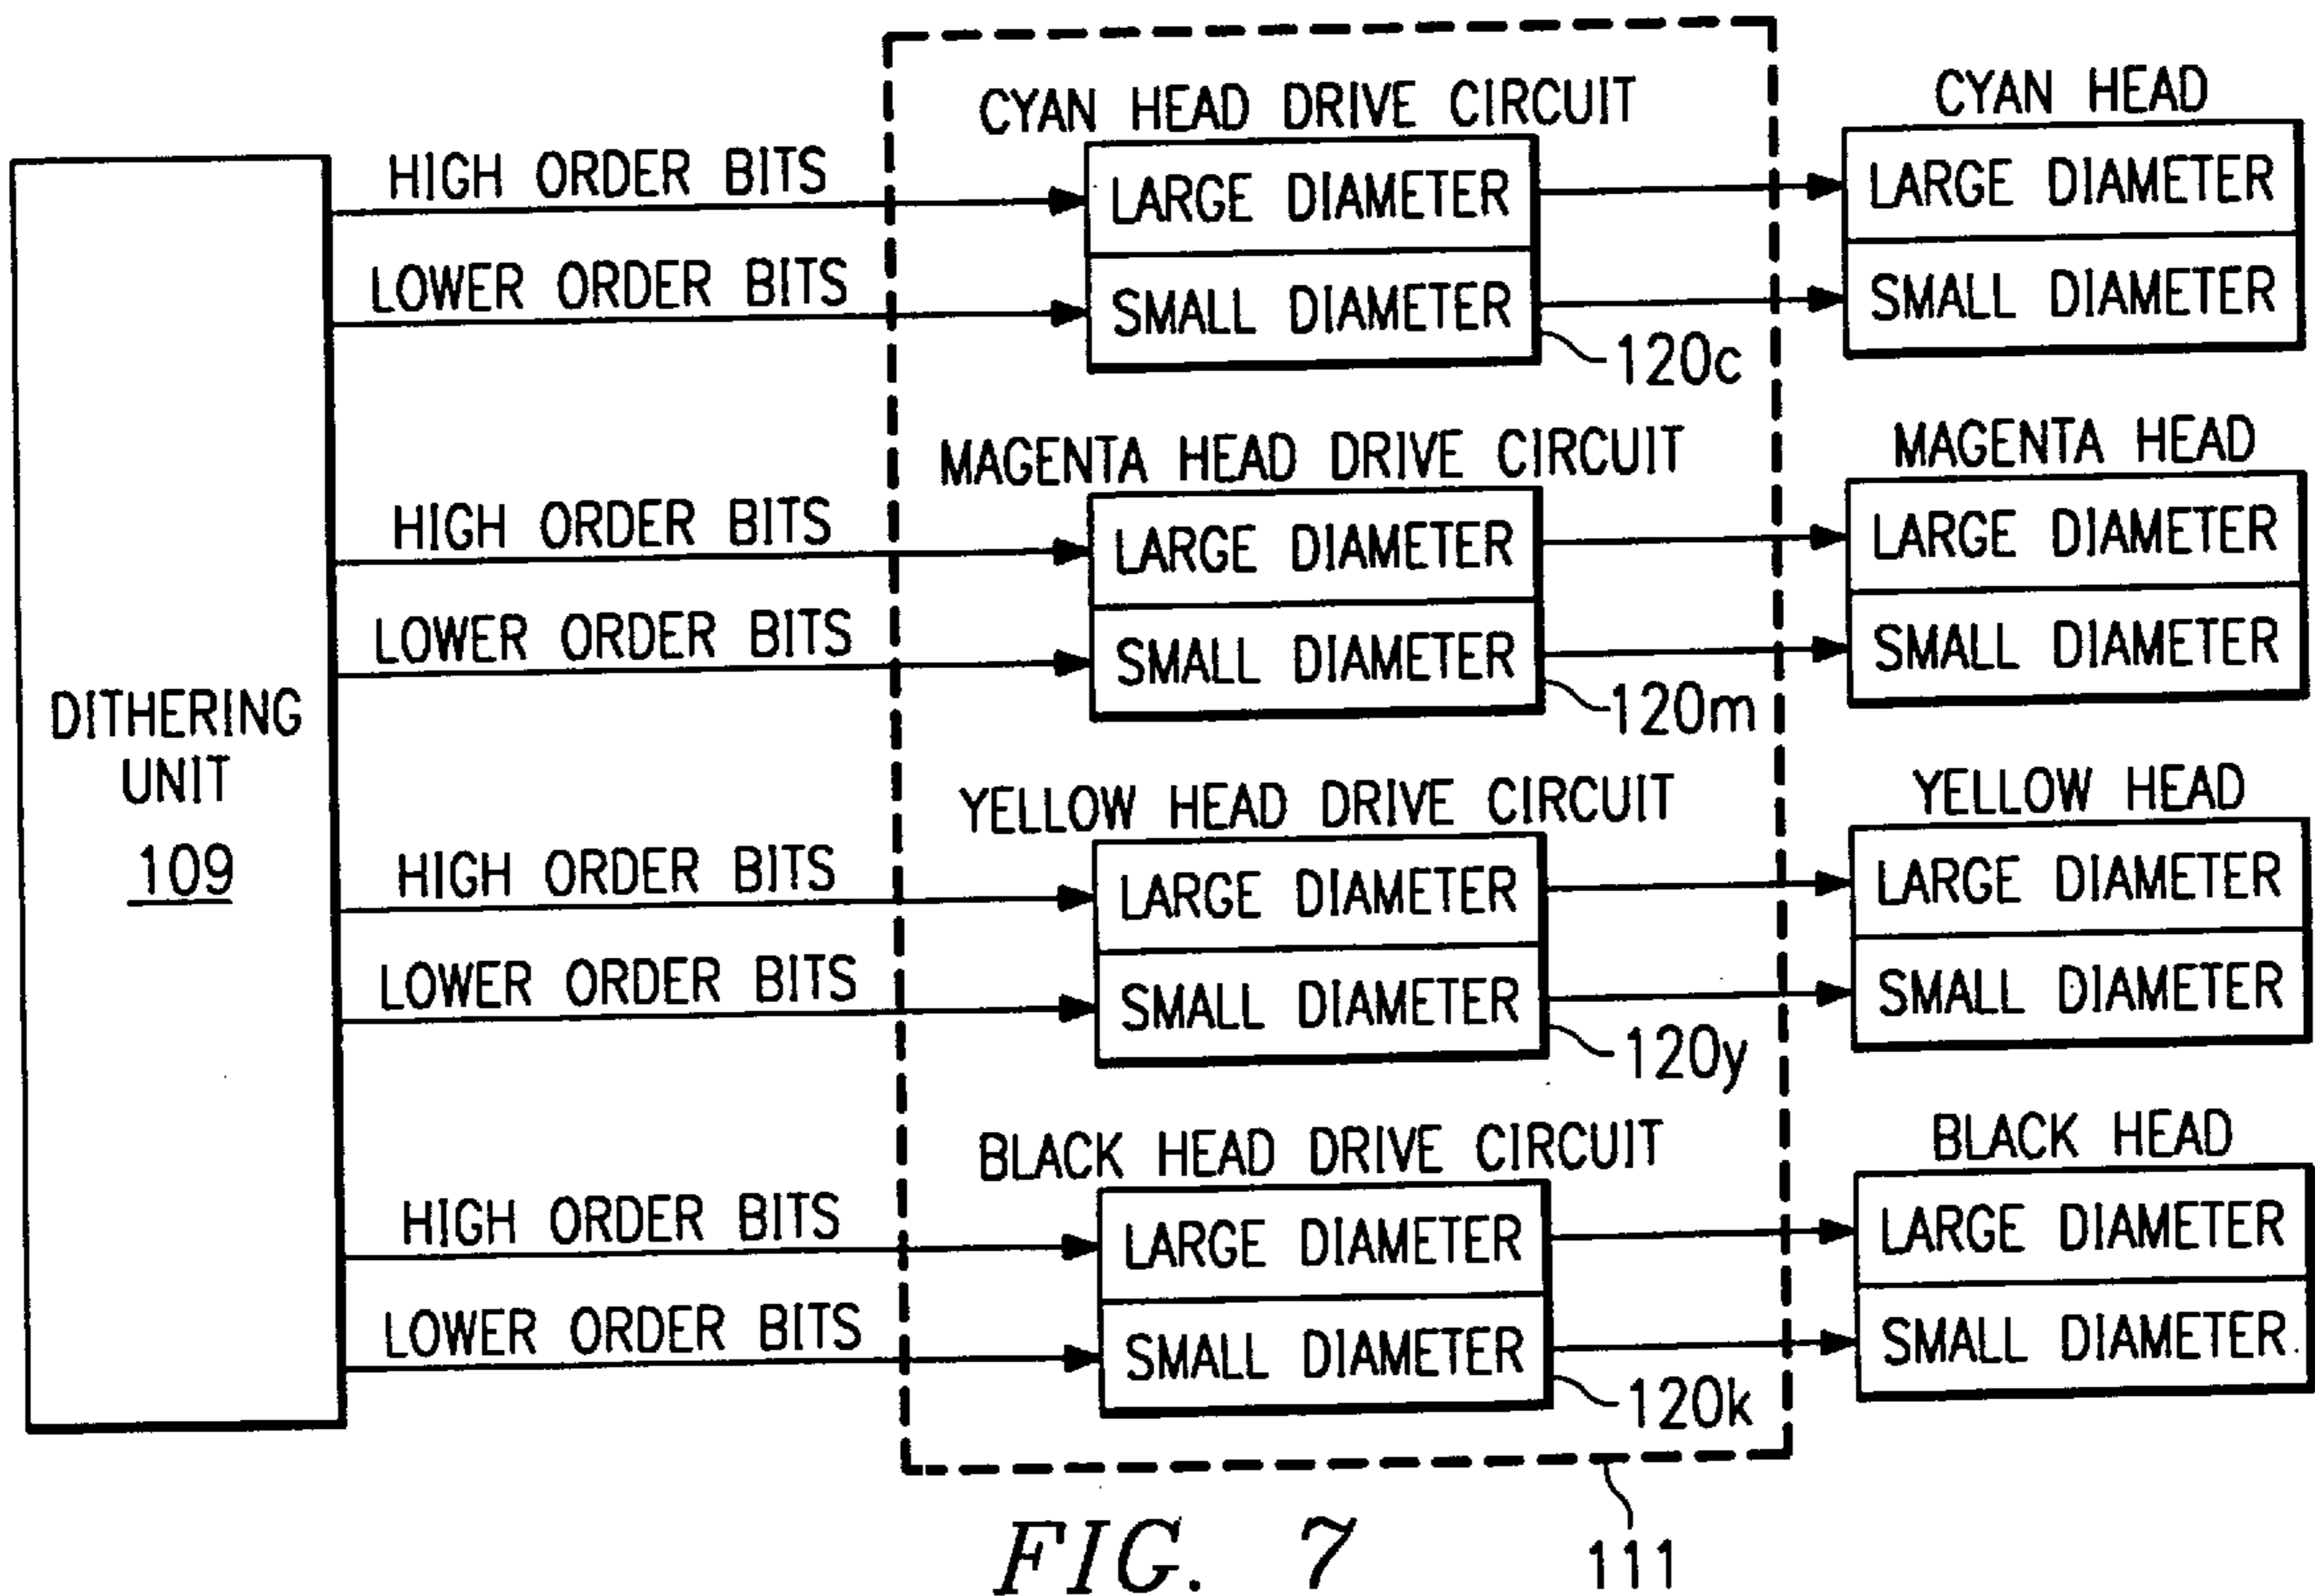 CYAN HEAD DRIVE CIRCUIT
CYAN HEAD
HIGH ORDER BITS
LARGE DIAMETER
LARGE DIAMETER
LOWER ORDER BITS
SMALL DIAMETER
SMALL DIAMETER
120c
MAGENTA HEAD DRIVE CIRCUIT
MAGENTA HEAD
HIGH ORDER BITS
LARGE DIAMETER
LARGE DIAMETER
LOWER ORDER BITS
SMALL DIAMETER
SMALL DIAMETER
120m
DITHERING
UNIT
109
YELLOW HEAD DRIVE CIRCUIT
YELLOW HEAD
HIGH ORDER BITS
LARGE DIAMETER
LARGE DIAMETER
LOWER ORDER BITS
SMALL DIAMETER
SMALL DIAMETER
120y
BLACK HEAD DRIVE CIRCUIT
BLACK HEAD
HIGH ORDER BITS
LARGE DIAMETER
LARGE DIAMETER
LOWER ORDER BITS
SMALL DIAMETER
SMALL DIAMETER
120k
111
FIG. 7